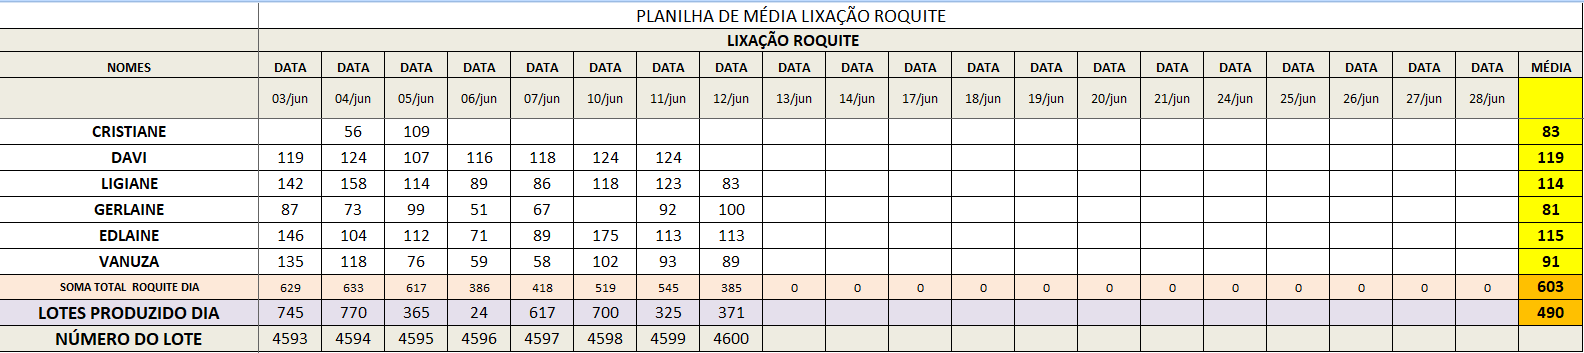 PLANILHA DE MÉDIA LIXAÇÃO ROQUITE
LIXAÇÃO ROQUITE
NOMES DATA DATA DATA DATA DATA DATA DATA DATA DATA DATA DATA DATA DATA DATA DATA DATA DATA DATA DATA DATA MÉDIA
03/jun 04/jun 05/jun 06/jun 07/jun 10/jun 11/jun 12/jun 13/jun 14/jun 17/jun 18/jun 19/jun 20/jun 21/jun 24/jun 25/jun 26/jun 27/jun 28/jun
CRISTIANE 56 109 83
DAVI 119 124 107 116 118 124 124 119
LIGIANE 142 158 114 89 86 118 123 83 114
GERLAINE 87 73 99 51 67 92 100 81
EDLAINE 146 104 112 71 89 175 113 113 115
VANUZA 135 118 76 59 58 102 93 89 91
SOMA TOTAL ROQUITE DIA 629 633 617 386 418 519 545 385 0 0 0 0 0 0 0 0 0 0 0 0 603
LOTES PRODUZIDO DIA 745 770 365 24 617 700 325 371 490
NÚMERO DO LOTE 4593 4594 4595 4596 4597 4598 4599 4600